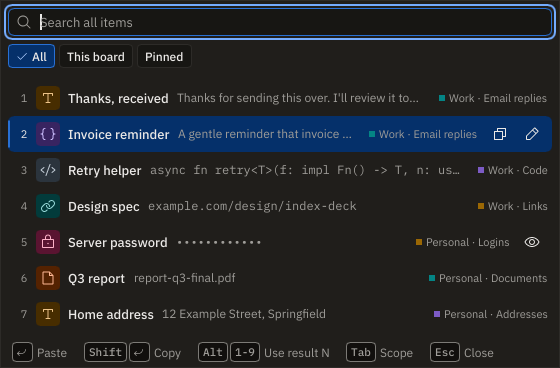 Search all items
All This board Pinned
1 T Thanks, received Thanks for sending this over. I'll review it to… Work · Email replies
2 { } Invoice reminder A gentle reminder that invoice … Work · Email replies
3 </> Retry helper async fn retry<T>(f: impl Fn() -> T, n: us… Work · Code
4 Design spec example.com/design/index-deck Work · Links
5 Server password •••••••••••• Personal · Logins
6 Q3 report report-q3-final.pdf Personal · Documents
7 T Home address 12 Example Street, Springfield Personal · Addresses
↵ Paste Shift ↵ Copy Alt 1-9 Use result N Tab Scope Esc Close